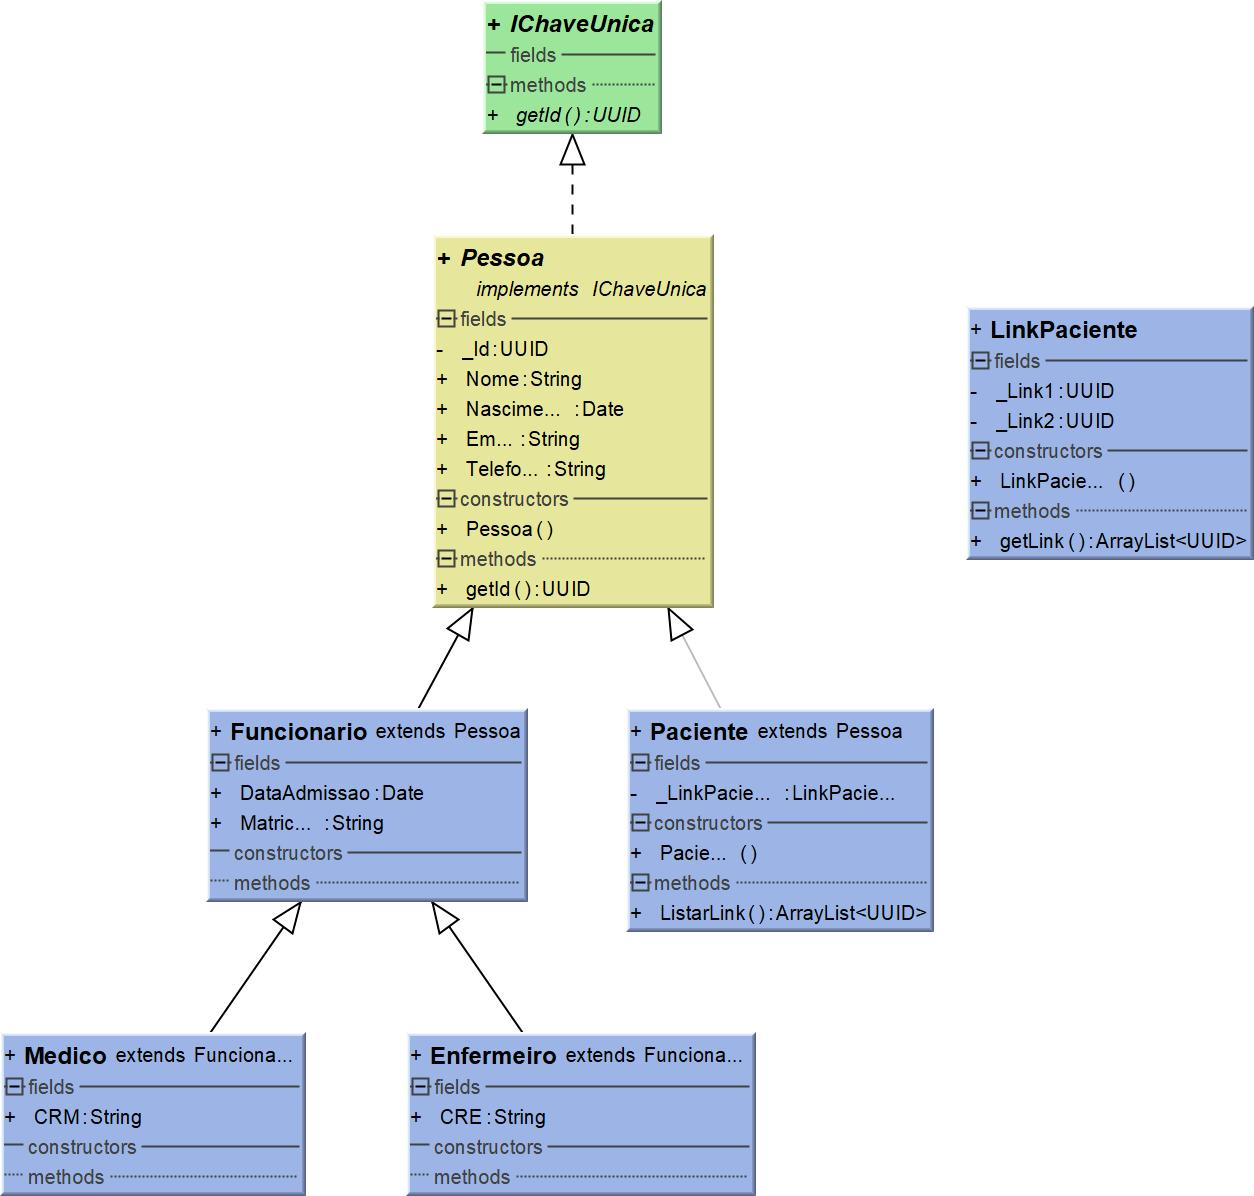 + IChaveUnica
fields
methods
+ getId():UUID
+ Pessoa
implements IChaveUnica
fields
- _Id:UUID
+ Nome:String
+ Nascime... :Date
+ Em... :String
+ Telefo... :String
constructors
+ Pessoa()
methods
+ getId():UUID
+ LinkPaciente
fields
- _Link1:UUID
- _Link2:UUID
constructors
+ LinkPacie... ()
methods
+ getLink():ArrayList<UUID>
+ Funcionario extends Pessoa
fields
+ DataAdmissao:Date
+ Matric... :String
constructors
methods
+ Paciente extends Pessoa
fields
- _LinkPacie... :LinkPacie...
constructors
+ Pacie... ()
methods
+ ListarLink():ArrayList<UUID>
+ Medico extends Funciona...
fields
+ CRM:String
constructors
methods
+ Enfermeiro extends Funciona...
fields
+ CRE:String
constructors
methods